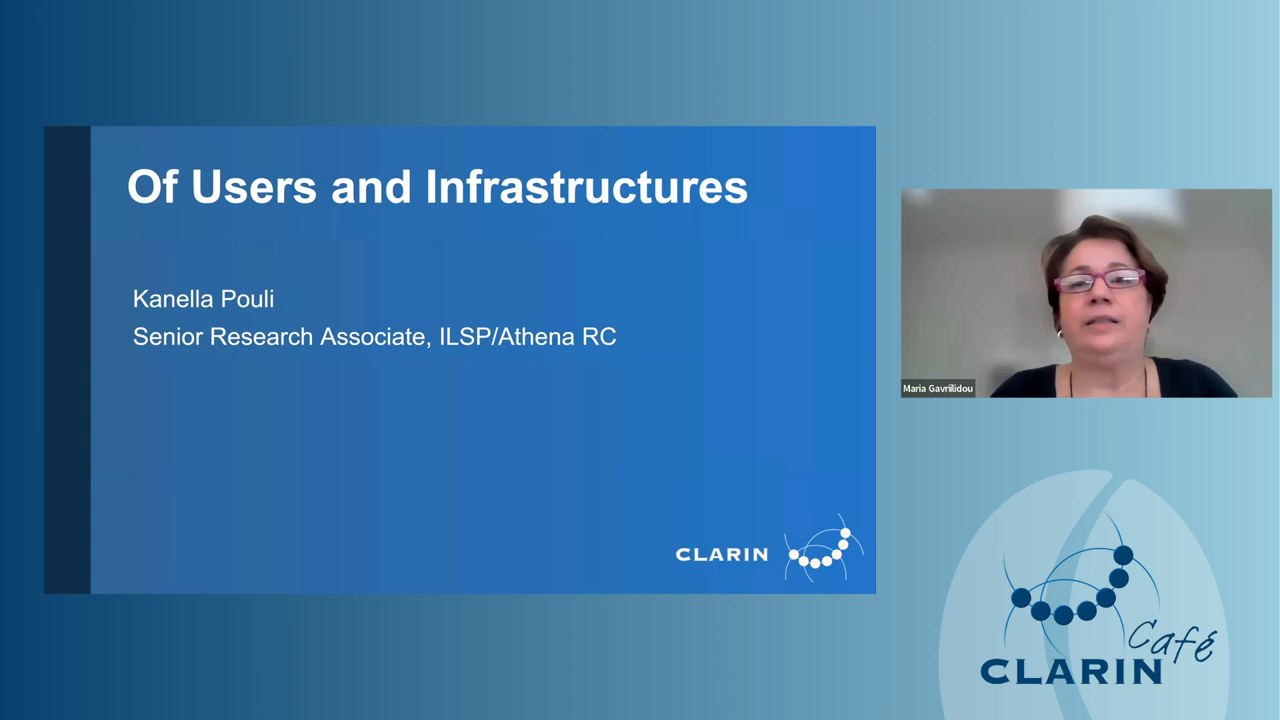 Of Users and Infrastructures
Kanella Pouli
Senior Research Associate, ILSP/Athena RC
CLARIN
Maria Gavriilidou
Café
CLARIN